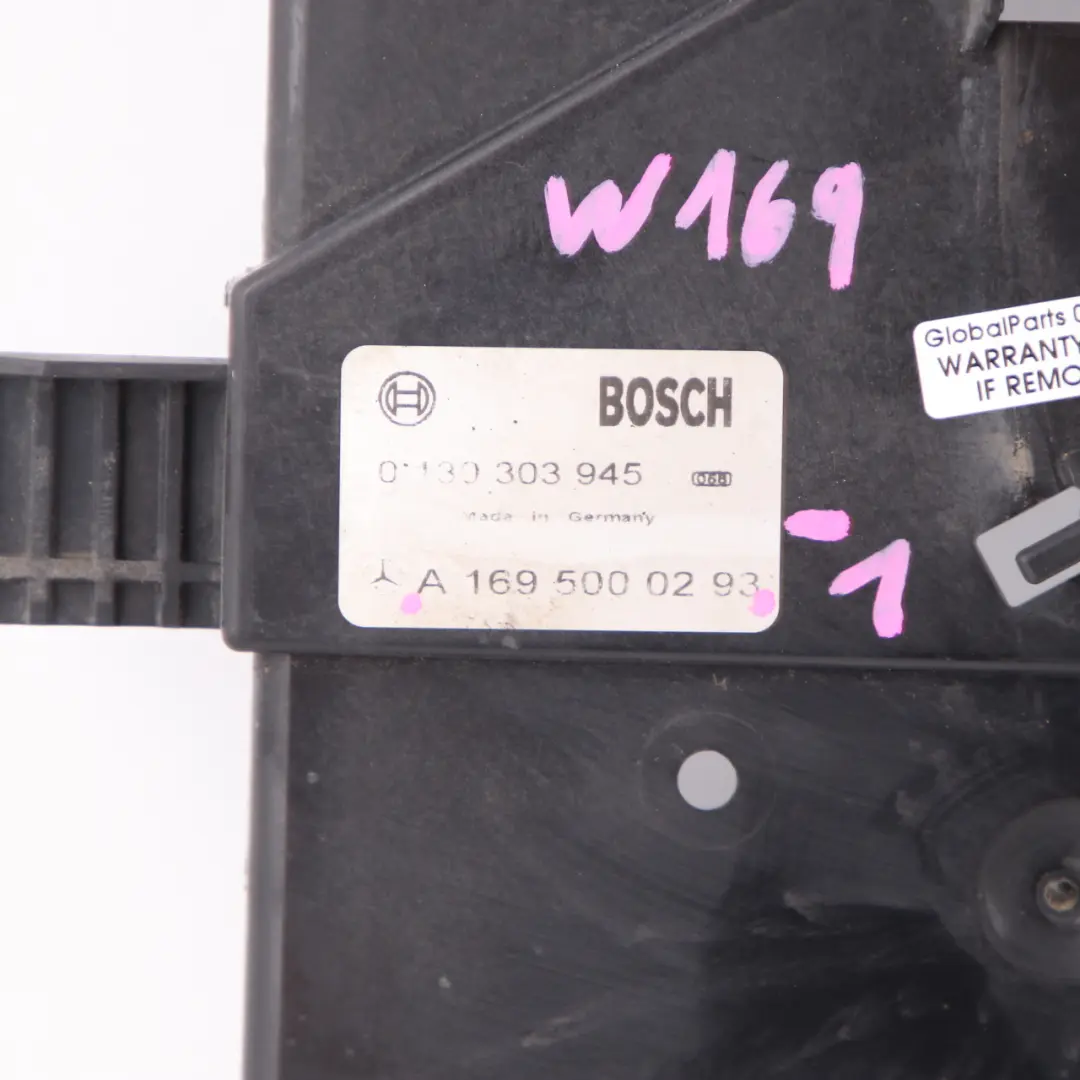 W169
GlobalParts
WARRANTY
IF REMO
BOSCH
0 130 303 945 068
Made in Germany
A 169 500 02 93
-1